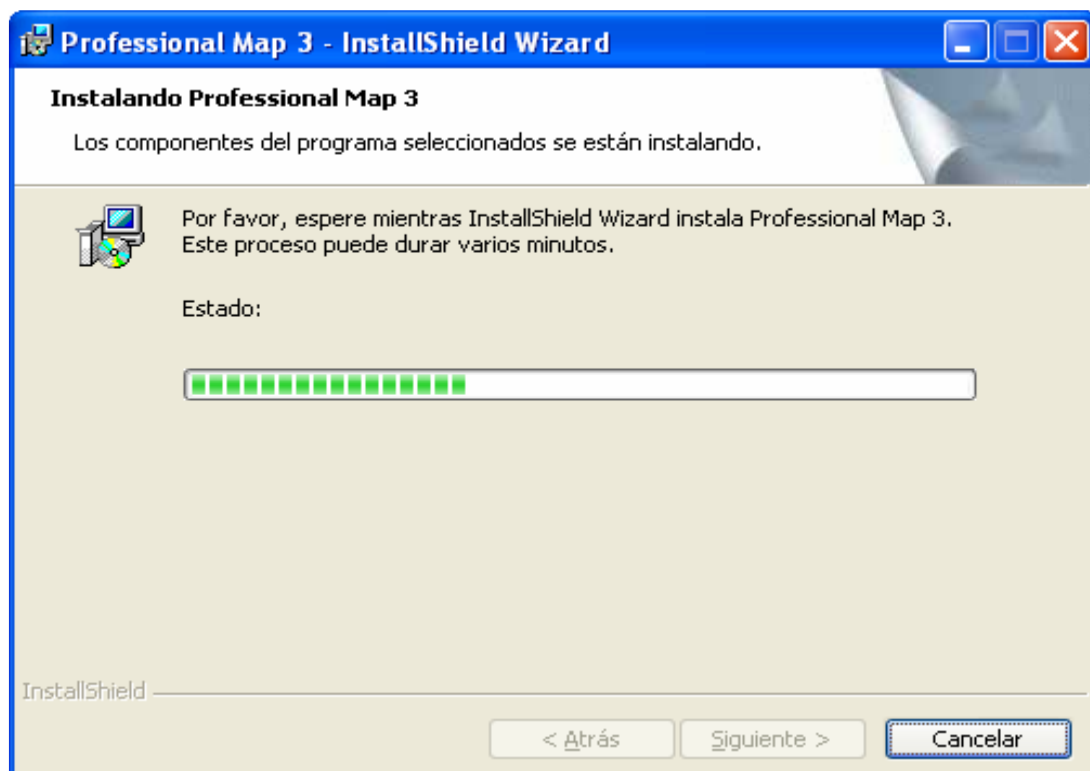 Professional Map 3 - InstallShield Wizard
Instalando Professional Map 3
Los componentes del programa seleccionados se están instalando.
Por favor, espere mientras InstallShield Wizard instala Professional Map 3.
Este proceso puede durar varios minutos.
Estado:
InstallShield
< Atrás
Siguiente >
Cancelar